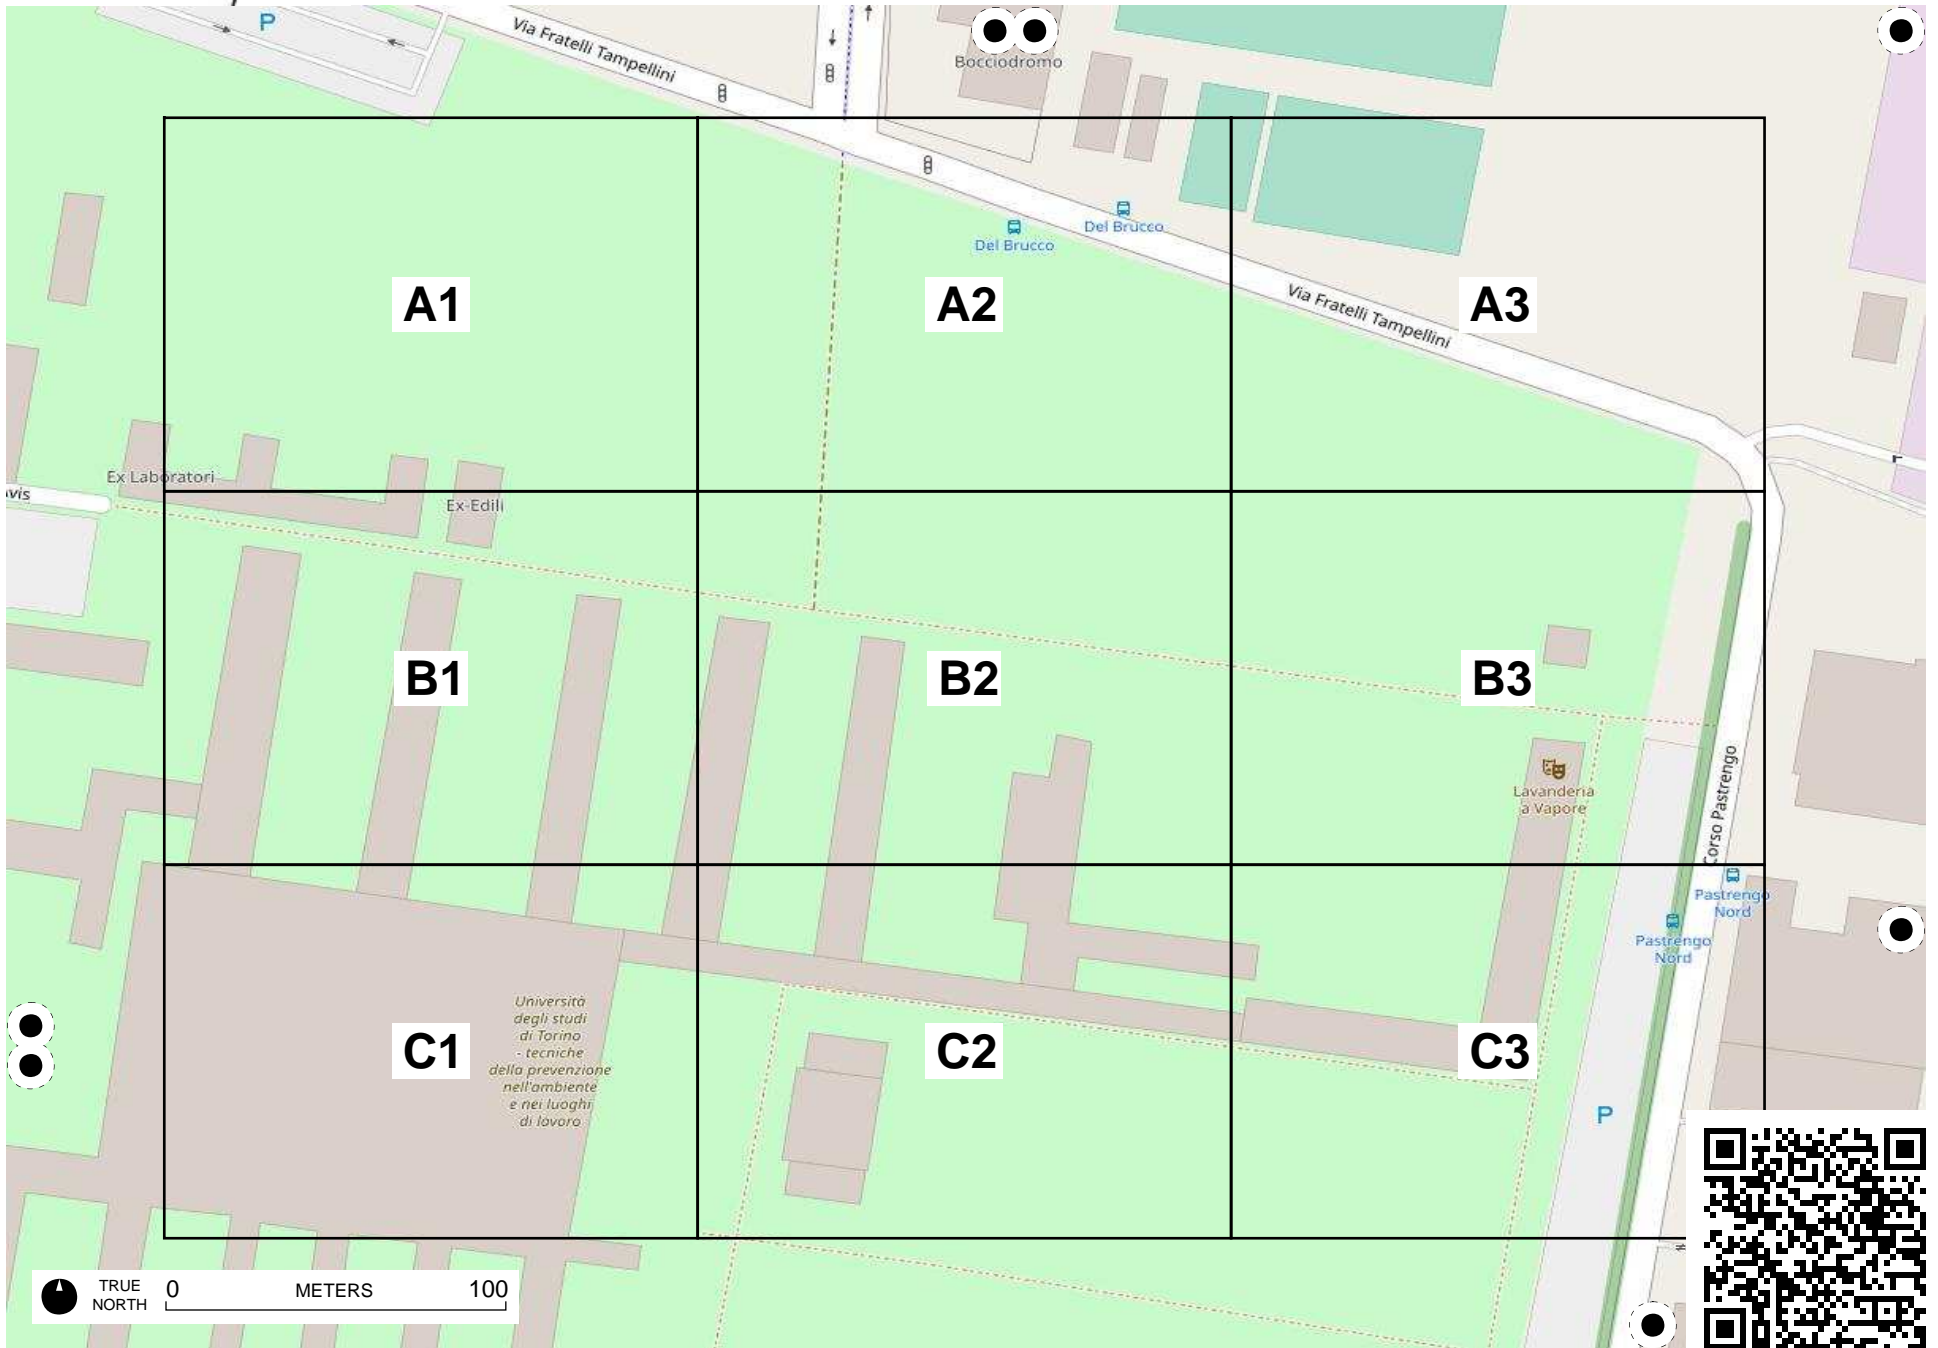 P
Via Fratelli Tampellini
Bocciodromo
Del Brucco
Del Brucco
A1
A2
A3
Via Fratelli Tampellini
Ex Laboratori
Ex-Edili
B1
B2
B3
Lavanderia
a Vapore
Corso Pastrengo
Pastrengo
Nord
Pastrengo
Nord
Università
degli studi
di Torino
- tecniche
della prevenzione
nell'ambiente
e nei luoghi
di lavoro
C1
C2
C3
P
TRUE
NORTH
0 METERS 100